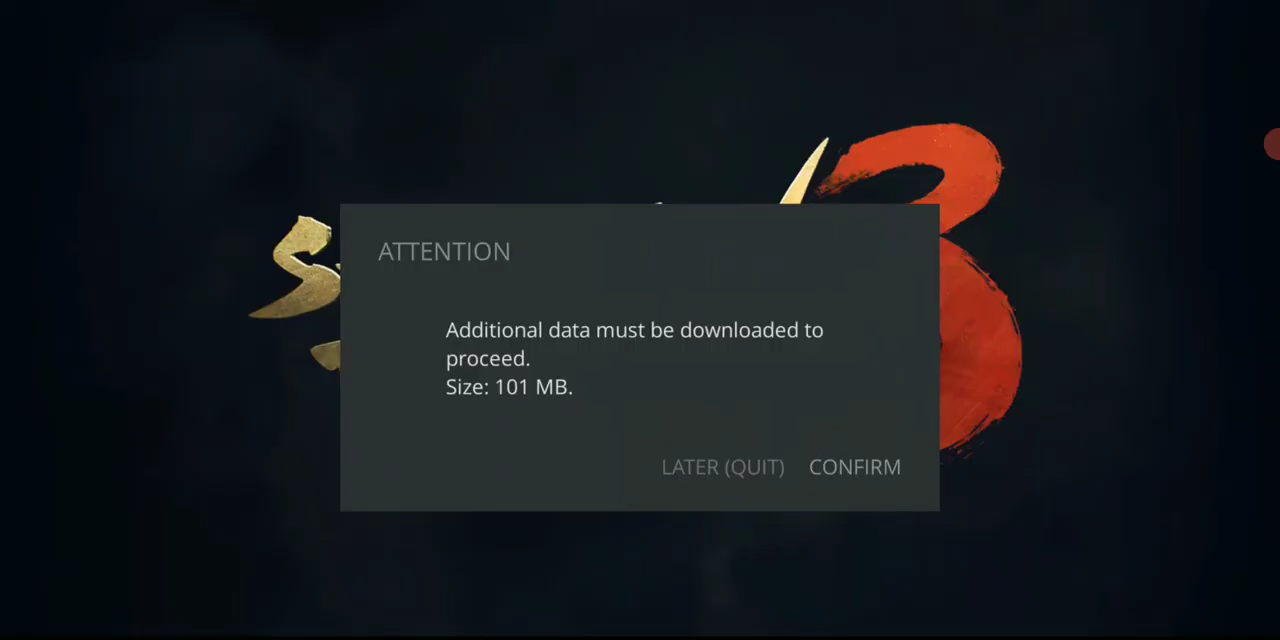 ATTENTION
Additional data must be downloaded to
proceed.
Size: 101 MB.
LATER (QUIT) CONFIRM